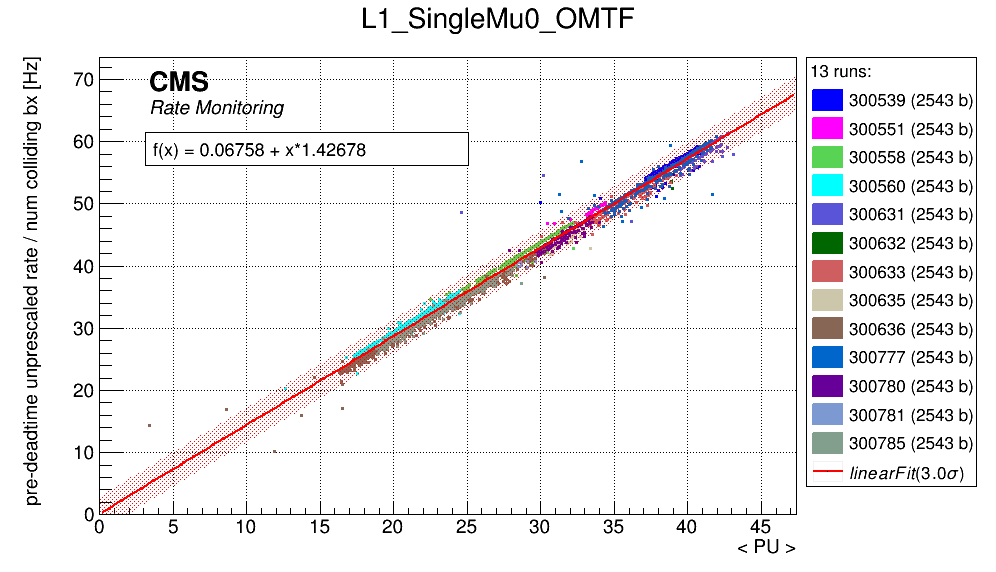 L1_SingleMu0_OMTF
pre-deadtime unprescaled rate / num colliding bx [Hz]
CMS
Rate Monitoring
f(x) = 0.06758 + x*1.42678
70
60
50
40
30
20
10
0
0 5 10 15 20 25 30 35 40 45
< PU >
13 runs:
300539 (2543 b)
300551 (2543 b)
300558 (2543 b)
300560 (2543 b)
300631 (2543 b)
300632 (2543 b)
300633 (2543 b)
300635 (2543 b)
300636 (2543 b)
300777 (2543 b)
300780 (2543 b)
300781 (2543 b)
300785 (2543 b)
linearFit(3.0σ)